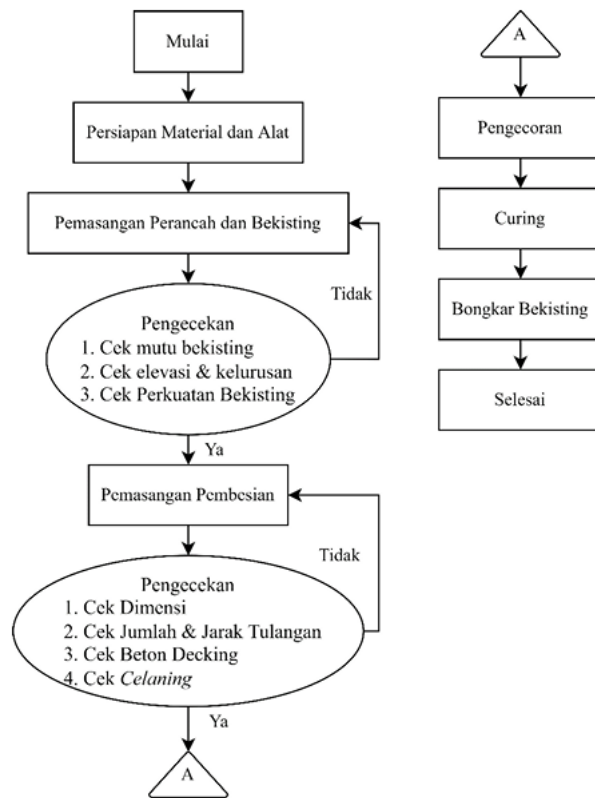 Mulai
Persiapan Material dan Alat
Pemasangan Perancah dan Bekisting
Tidak
Pengecekan
1. Cek mutu bekisting
2. Cek elevasi & kelurusan
3. Cek Perkuatan Bekisting
Ya
Pemasangan Pembesian
Tidak
Pengecekan
1. Cek Dimensi
2. Cek Jumlah & Jarak Tulangan
3. Cek Beton Decking
4. Cek Celaning
Ya
A
A
Pengecoran
Curing
Bongkar Bekisting
Selesai